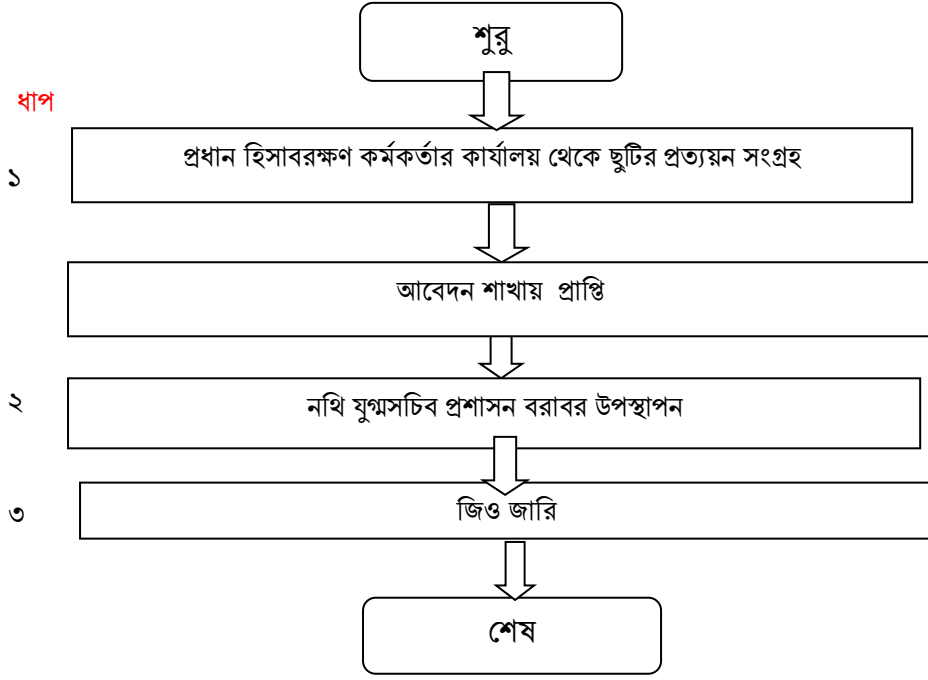 শুরু
ধাপ
প্রধান হিসাবরক্ষণ কর্মকর্তার কার্যালয় থেকে ছুটির প্রত্যয়ন সংগ্রহ
১
আবেদন শাখায় প্রাপ্তি
২
নথি যুগ্মসচিব প্রশাসন বরাবর উপস্থাপন
৩
জিও জারি
শেষ